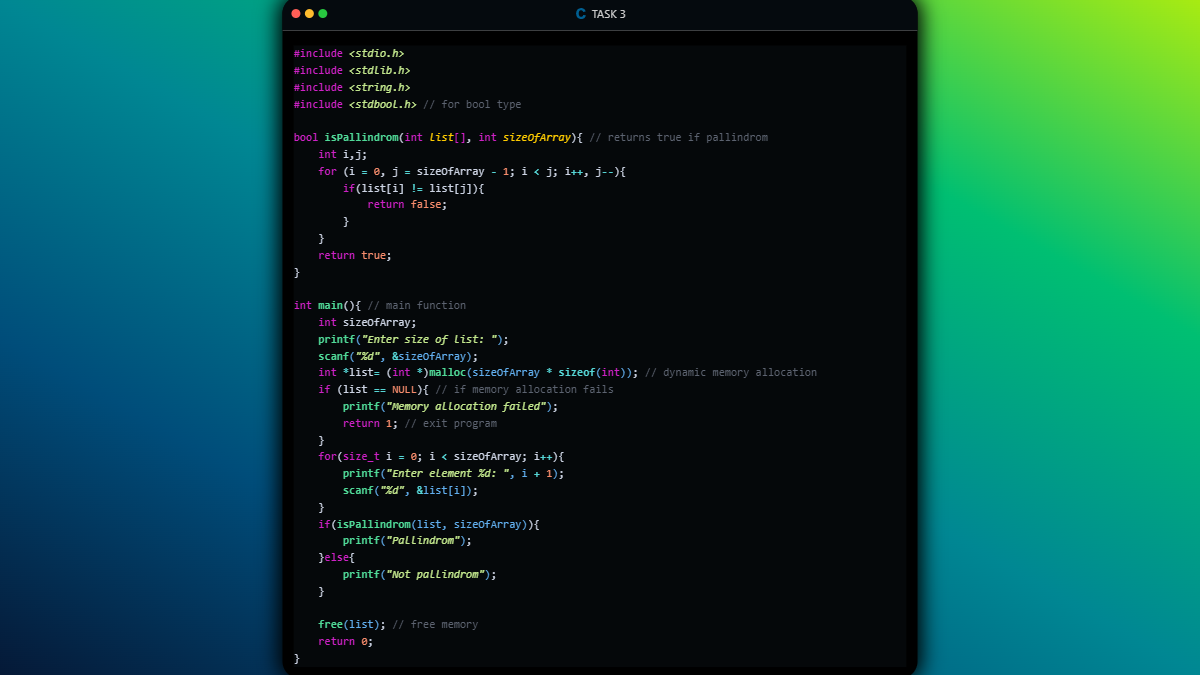 C TASK 3
#include <stdio.h>
#include <stdlib.h>
#include <string.h>
#include <stdbool.h> // for bool type

bool isPallindrom(int list[], int sizeOfArray){ // returns true if pallindrom
    int i,j;
    for (i = 0, j = sizeOfArray - 1; i < j; i++, j--){
        if(list[i] != list[j]){
            return false;
        }
    }
    return true;
}

int main(){ // main function
    int sizeOfArray;
    printf("Enter size of list: ");
    scanf("%d", &sizeOfArray);
    int *list= (int *)malloc(sizeOfArray * sizeof(int)); // dynamic memory allocation
    if (list == NULL){ // if memory allocation fails
        printf("Memory allocation failed");
        return 1; // exit program
    }
    for(size_t i = 0; i < sizeOfArray; i++){
        printf("Enter element %d: ", i + 1);
        scanf("%d", &list[i]);
    }
    if(isPallindrom(list, sizeOfArray)){
        printf("Pallindrom");
    }else{
        printf("Not pallindrom");
    }

    free(list); // free memory
    return 0;
}